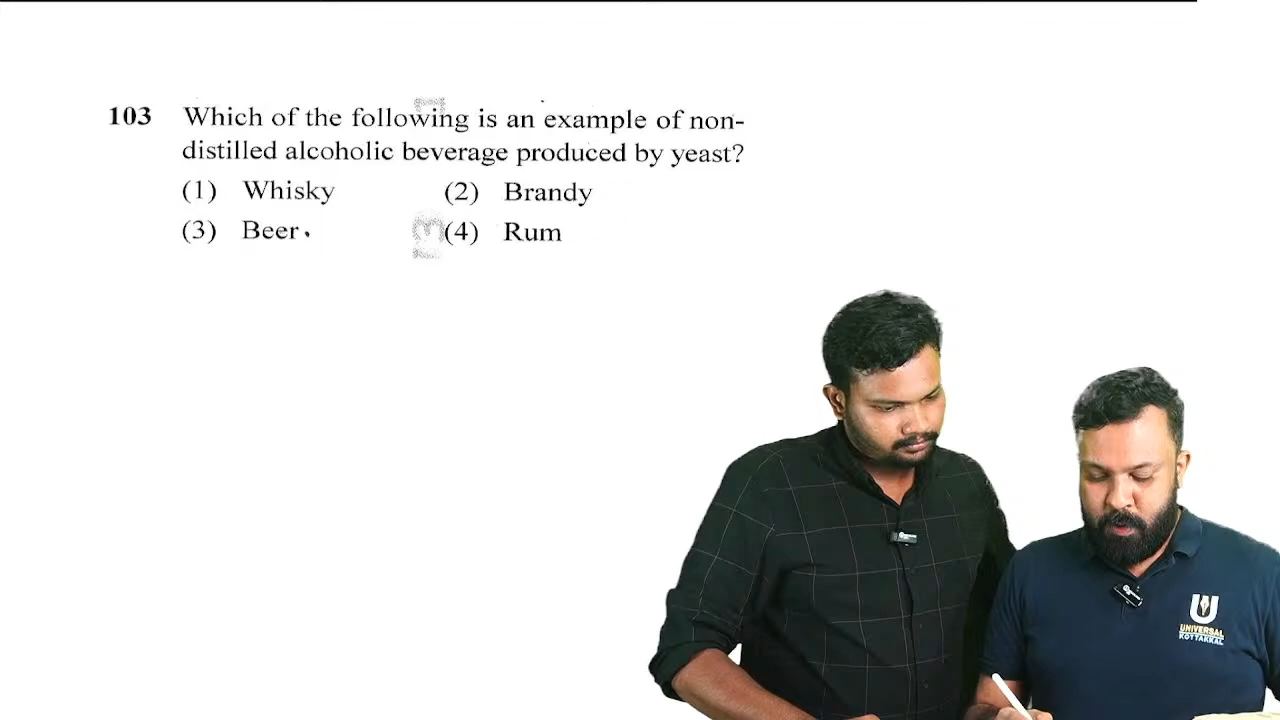 103 Which of the following is an example of non-
distilled alcoholic beverage produced by yeast?
(1) Whisky (2) Brandy
(3) Beer (4) Rum
U
UNIVERSAL
KOTTAKKAL